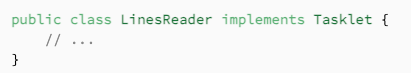 public class LinesReader implements Tasklet {
    // ...
}